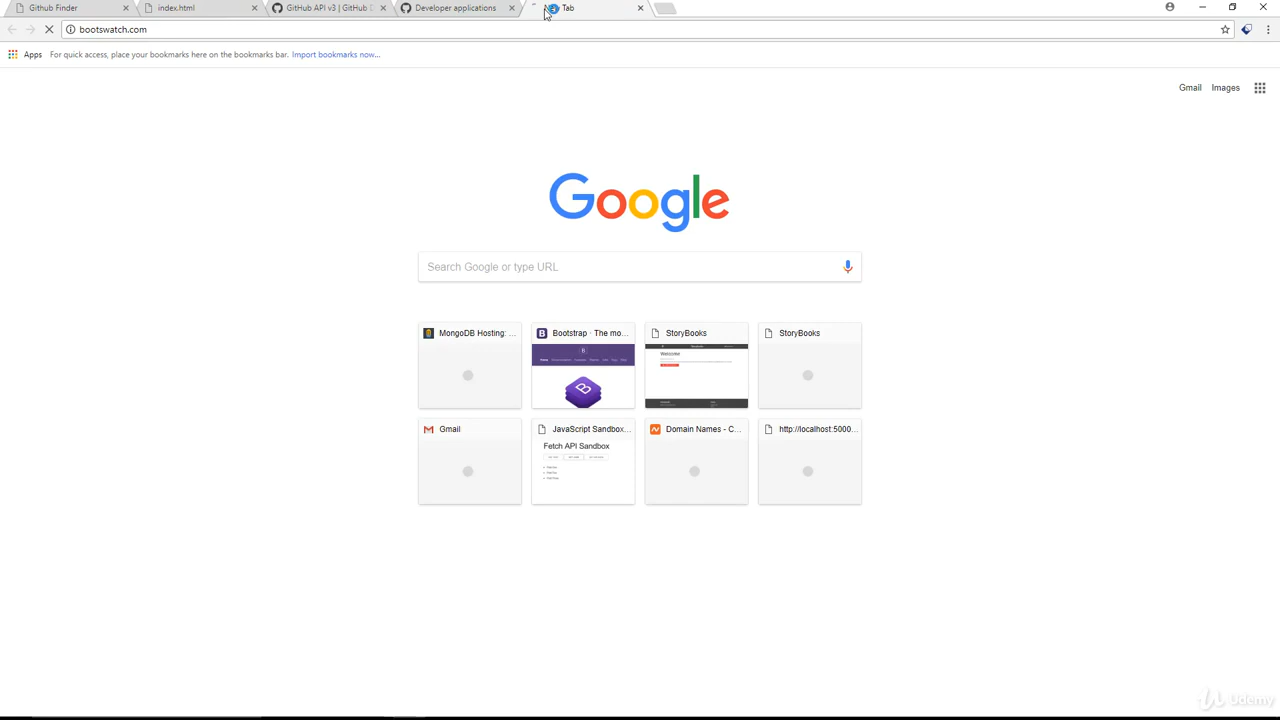 Github Finder
index.html
GitHub API v3 | GitHub D
Developer applications
Tab
bootswatch.com
Apps
For quick access, place your bookmarks here on the bookmarks bar. Import bookmarks now...
Gmail Images
Google
Search Google or type URL
MongoDB Hosting: ...
Bootstrap · The mo...
StoryBooks
StoryBooks
Welcome
Gmail
JavaScript Sandbox...
Domain Names - C...
http://localhost:5000...
Fetch API Sandbox
Udemy